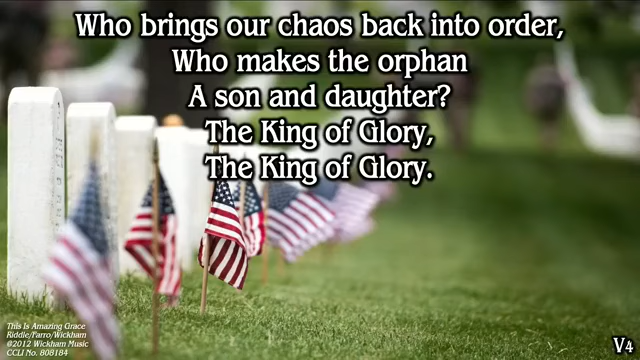 Who brings our chaos back into order,
Who makes the orphan
A son and daughter?
The King of Glory,
The King of Glory.
This Is Amazing Grace
Riddle/Farro/Wickham
©2012 Wickham Music
CCLI No. 808184
V4